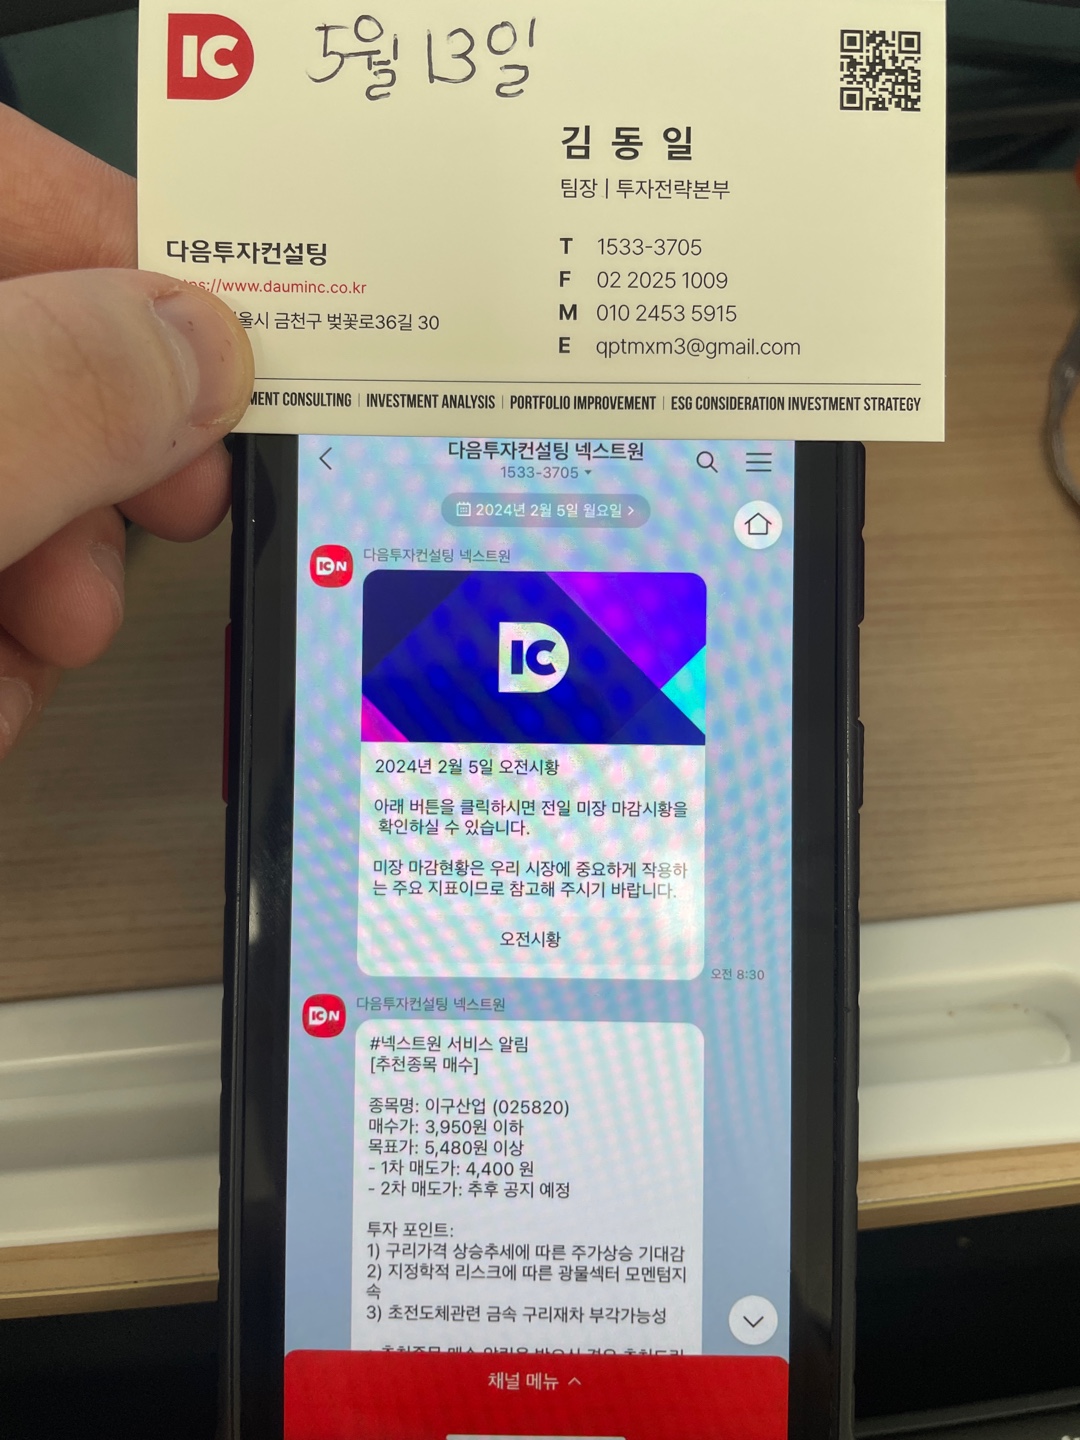 IC
5월 13일
김동일
팀장 | 투자전략본부
다음투자컨설팅
://www.dauminc.co.kr
금천구 벚꽃로36길 30
T 1533-3705
F 02 2025 1009
M 010 2453 5915
E qptmxm3@gmail.com
CONSULTING | INVESTMENT ANALYSIS | PORTFOLIO IMPROVEMENT | ESG CONSIDERATION INVESTMENT STRATEGY
다음투자컨설팅 넥스트원
1533-3705
2024년 2월 5일 월요일 >
ICN
다음투자컨설팅 넥스트원
IC
2024년 2월 5일 오전시황
아래 버튼을 클릭하시면 전일 미장 마감시황을
확인하실 수 있습니다.
미장 마감현황은 우리 시장에 중요하게 작용하
는 주요 지표이므로 참고해 주시기 바랍니다.
오전시황
오전 8:30
ICN
다음투자컨설팅 넥스트원
#넥스트원 서비스 알림
[추천종목 매수]
종목명: 이구산업 (025820)
매수가: 3,950원 이하
목표가: 5,480원 이상
- 1차 매도가: 4,400 원
- 2차 매도가: 추후 공지 예정
투자 포인트:
1) 구리가격 상승추세에 따른 주가상승 기대감
2) 지정학적 리스크에 따른 광물섹터 모멘텀지
속
3) 초전도체관련 금속 구리재차 부각가능성
채널 메뉴